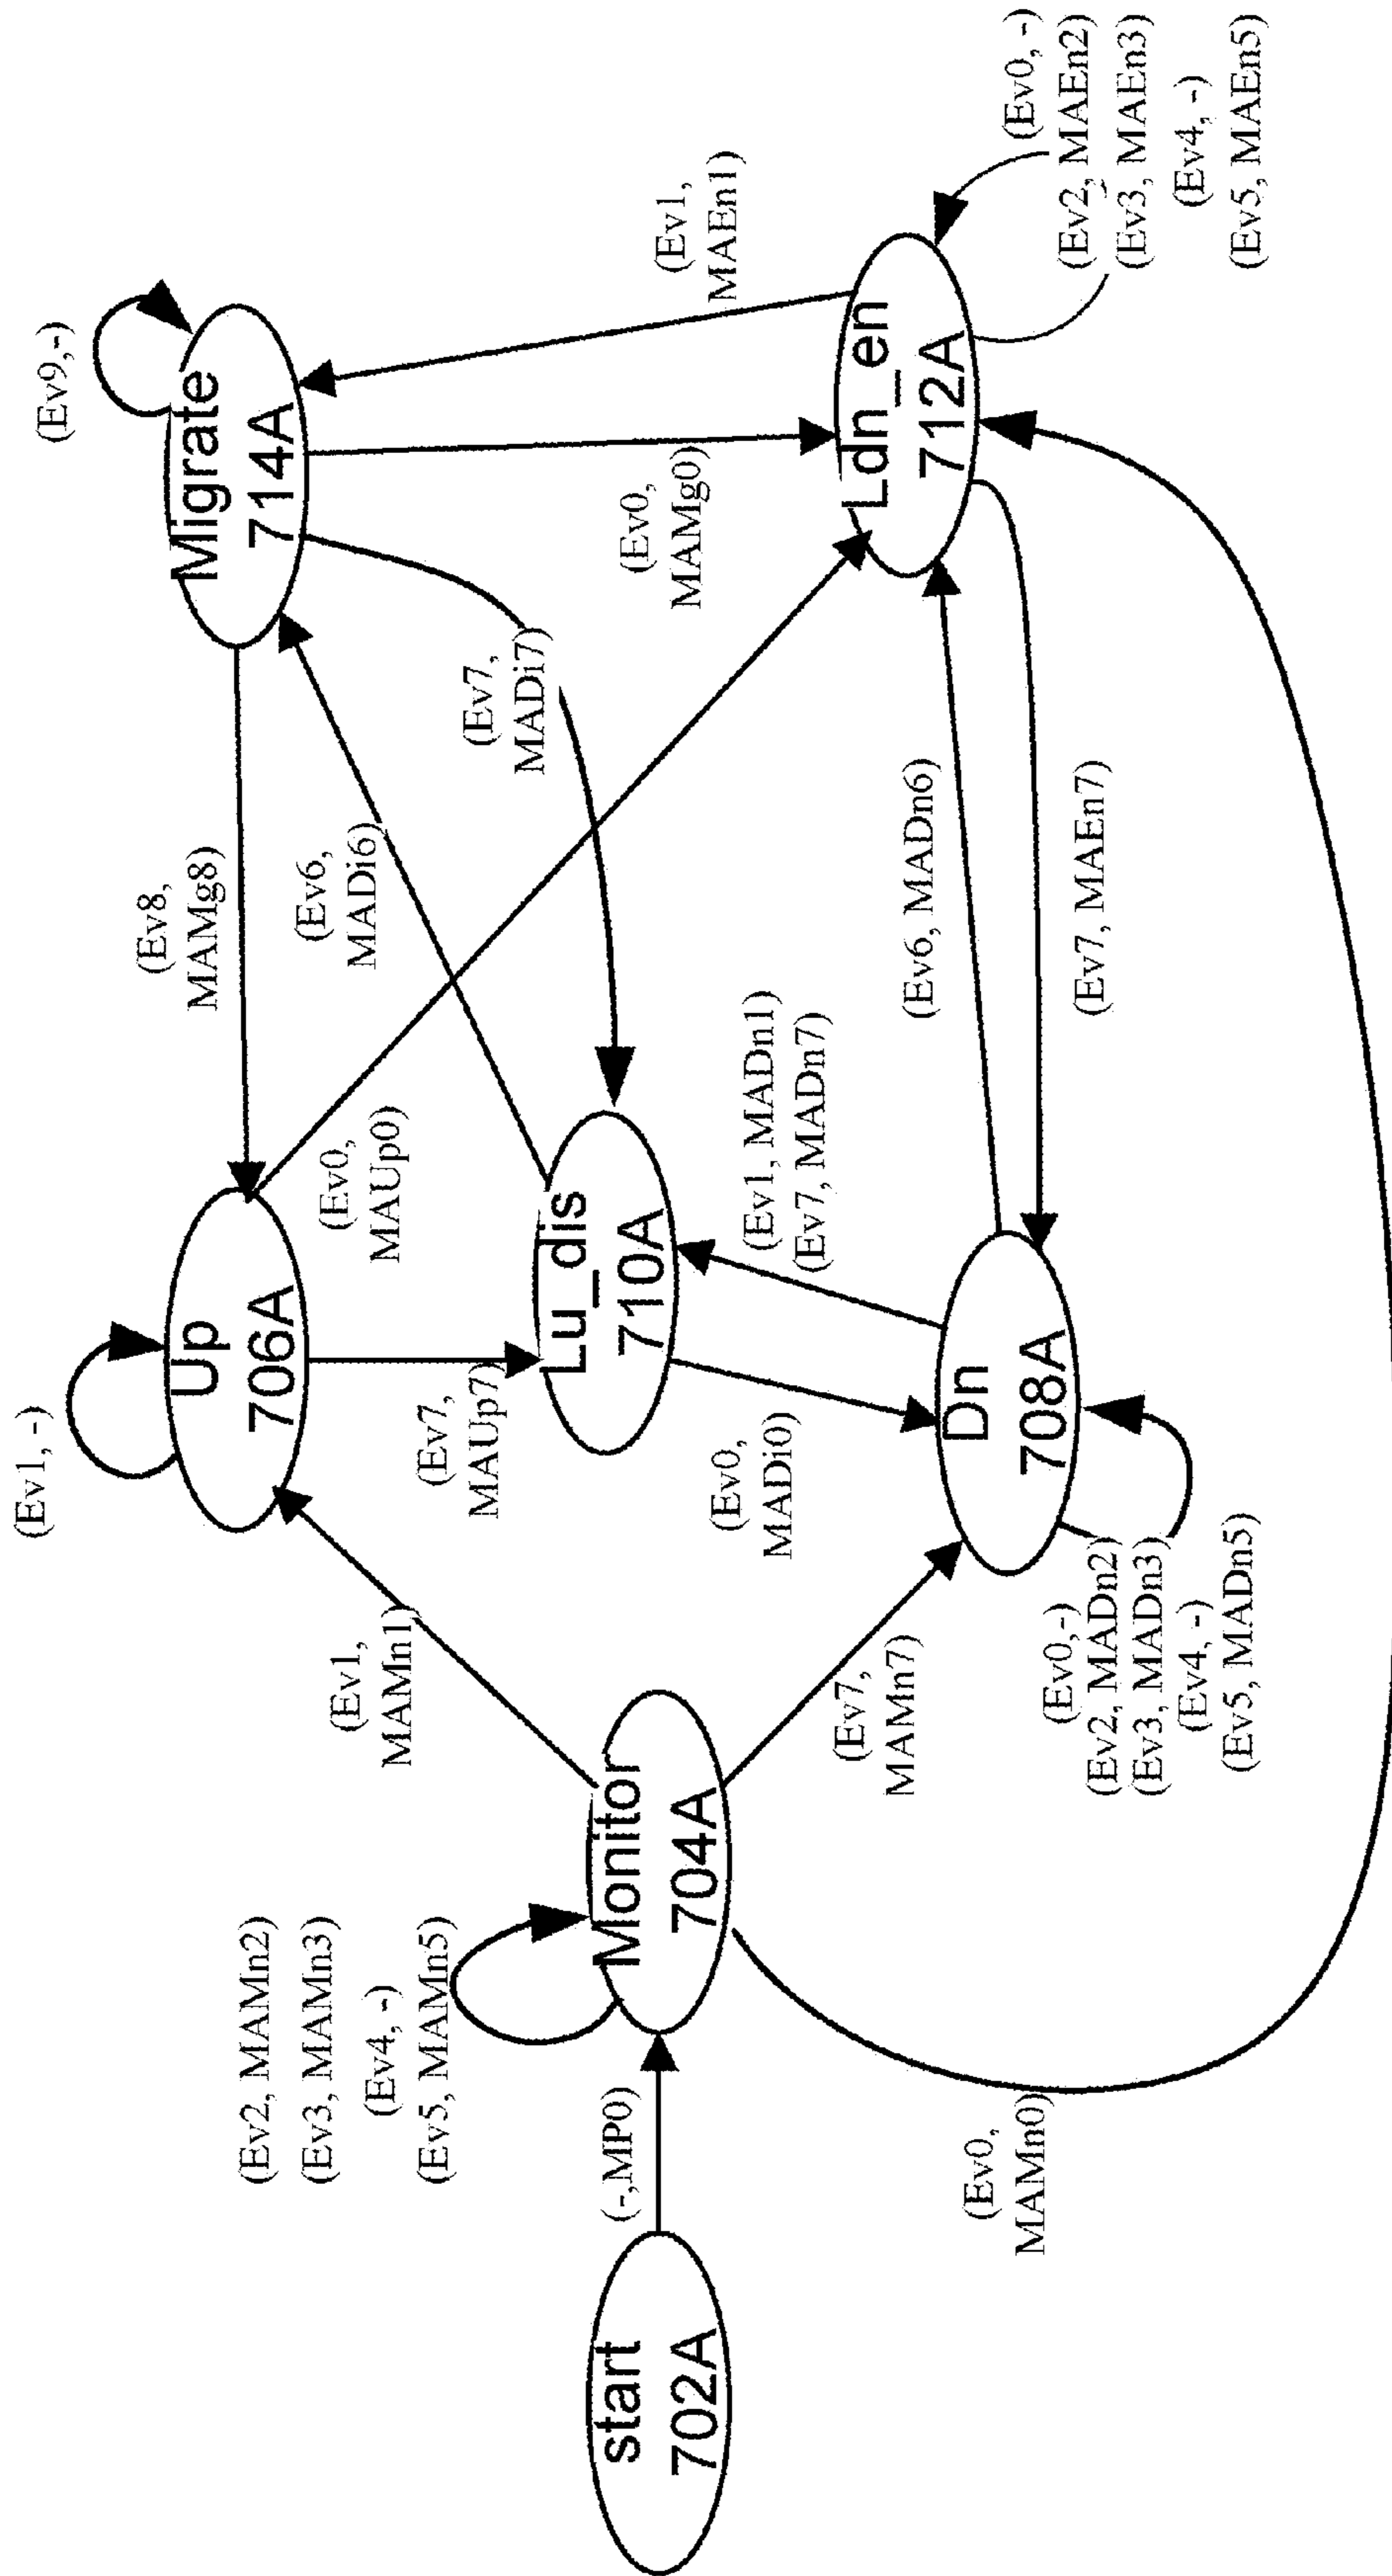 start
702A
(-,MP0)
Monitor
704A
(Ev2, MAMn2)
(Ev3, MAMn3)
(Ev4, -)
(Ev5, MAMn5)
(Ev0,
MAMn0)
(Ev1,
MAMn1)
(Ev7,
MAMn7)
(Ev1, -)
Up
706A
(Ev7,
MAUp7)
(Ev0,
MAUp0)
Lu_dis
710A
(Ev0,
MADi0)
(Ev1, MADn1)
(Ev7, MADn7)
Dn
708A
(Ev0,-)
(Ev2, MADn2)
(Ev3, MADn3)
(Ev4, -)
(Ev5, MADn5)
(Ev8,
MAMg8)
(Ev6,
MADi6)
(Ev7,
MADi7)
(Ev6, MADn6)
(Ev7, MAEn7)
(Ev9,-)
Migrate
714A
(Ev0,
MAMg0)
(Ev1,
MAEn1)
Ldn_en
712A
(Ev0, -)
(Ev2, MAEn2)
(Ev3, MAEn3)
(Ev4, -)
(Ev5, MAEn5)